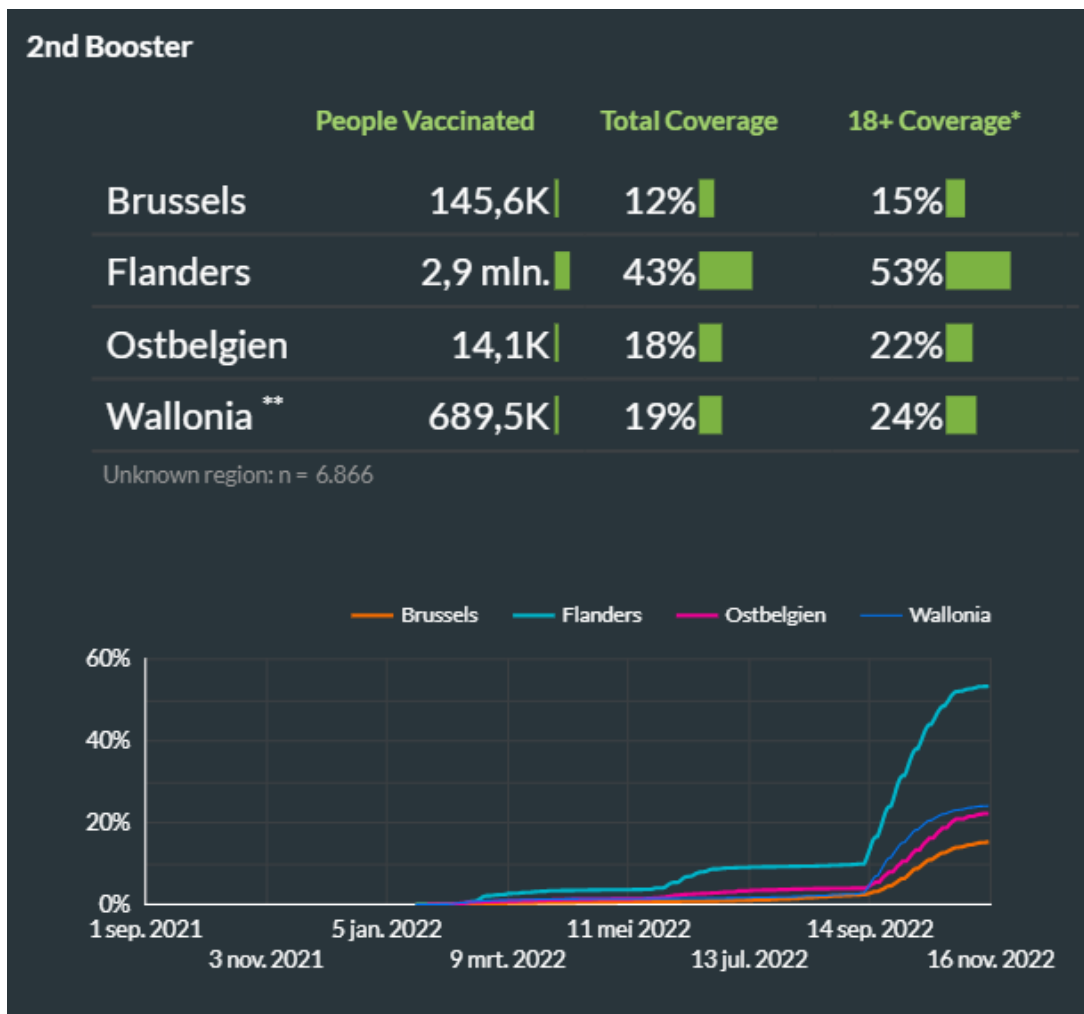 2nd Booster
People Vaccinated Total Coverage 18+ Coverage*
Brussels 145,6K 12% 15%
Flanders 2,9 mln. 43% 53%
Ostbelgien 14,1K 18% 22%
Wallonia ** 689,5K 19% 24%
Unknown region: n = 6.866
Brussels Flanders Ostbelgien Wallonia
60%
40%
20%
0%
1 sep. 2021 5 jan. 2022 11 mei 2022 14 sep. 2022
3 nov. 2021 9 mrt. 2022 13 jul. 2022 16 nov. 2022